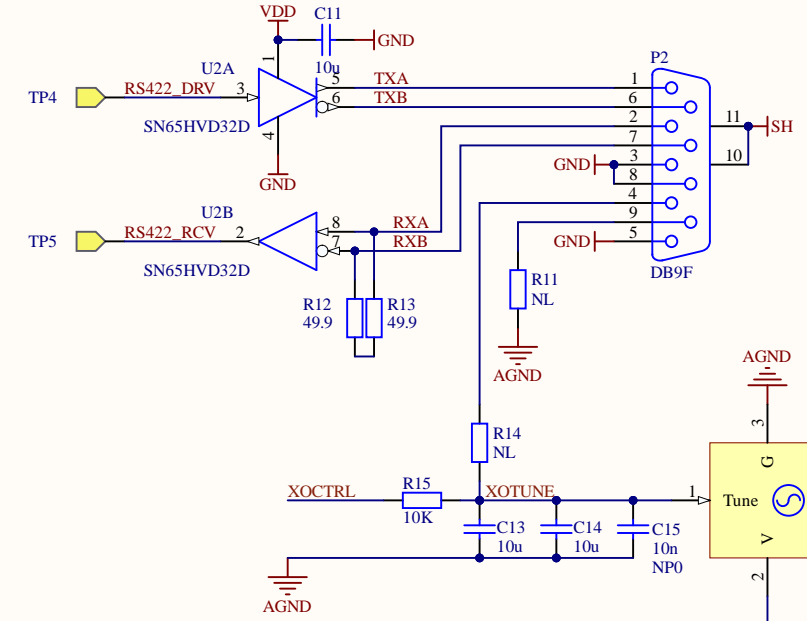 VDD
C11
GND
10u
1
U2A
TP4
RS422_DRV
3
5
TXA
6
TXB
SN65HVD32D
4
GND
P2
1
6
2
7
GND
3
8
4
9
GND
5
11
SH
10
DB9F
U2B
TP5
RS422_RCV
2
8
RXA
7
RXB
SN65HVD32D
R12
49.9
R13
49.9
R11
NL
AGND
AGND
R14
NL
3
G
XOCTRL
R15
10K
XOTUNE
1
Tune
C13
10u
C14
10u
C15
10n
NP0
V
2
AGND